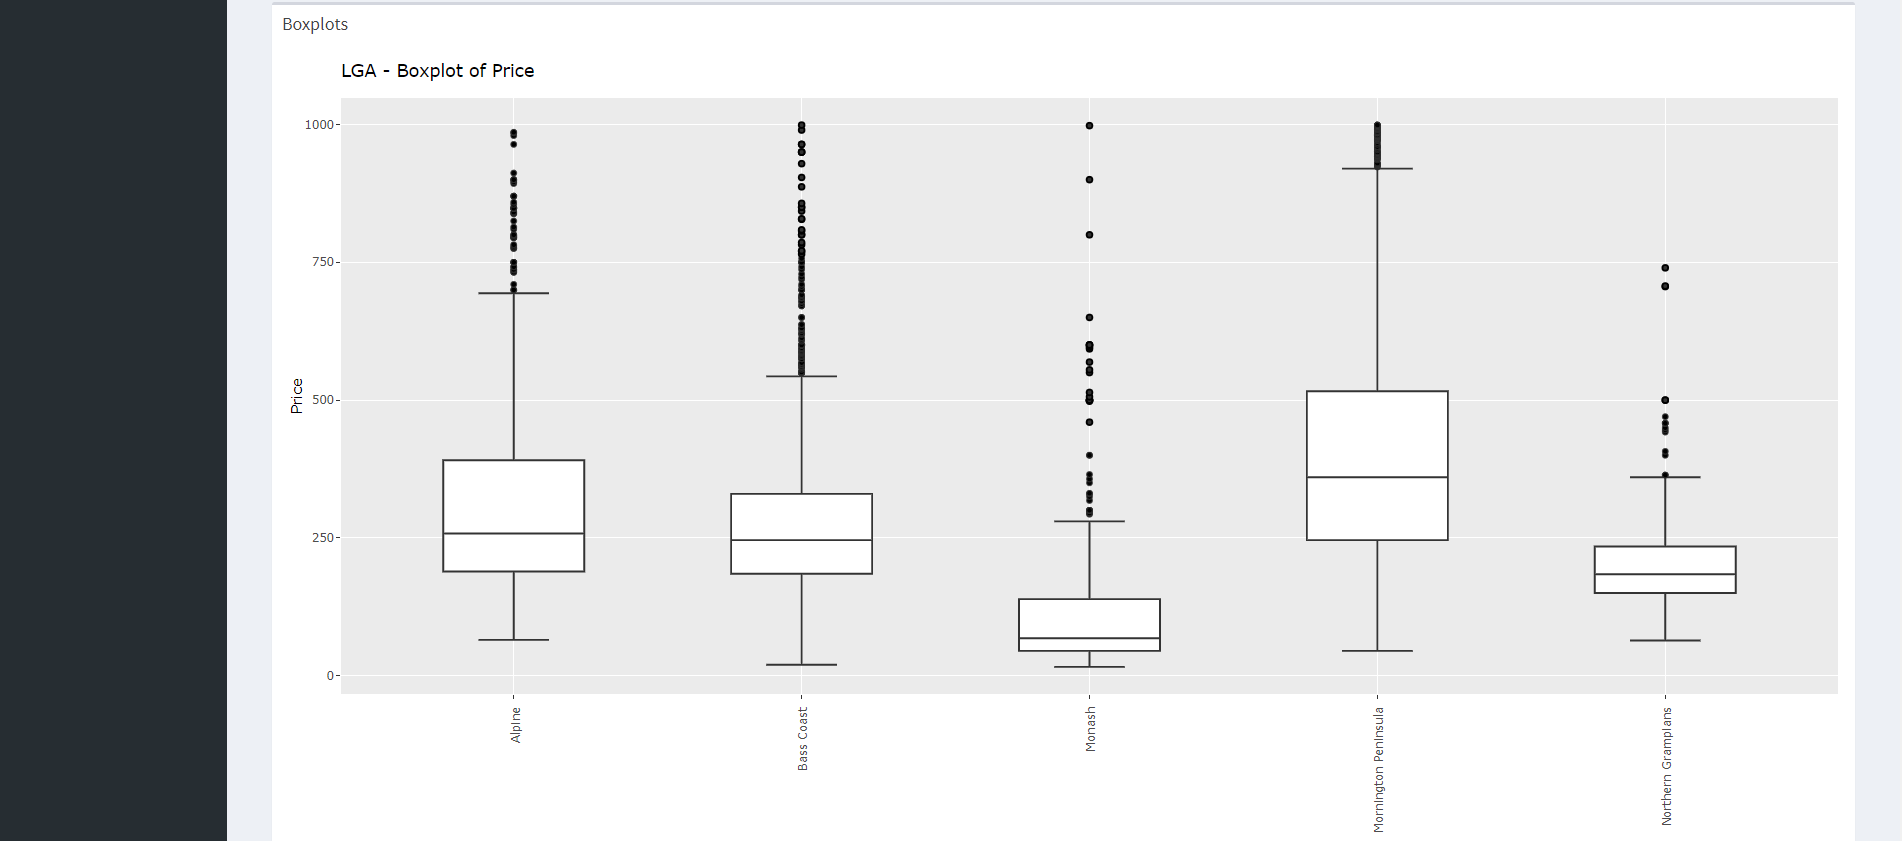 Boxplots
LGA - Boxplot of Price
1000
750
500
250
0
Price
Alpine
Bass Coast
Monash
Mornington Peninsula
Northern Grampians